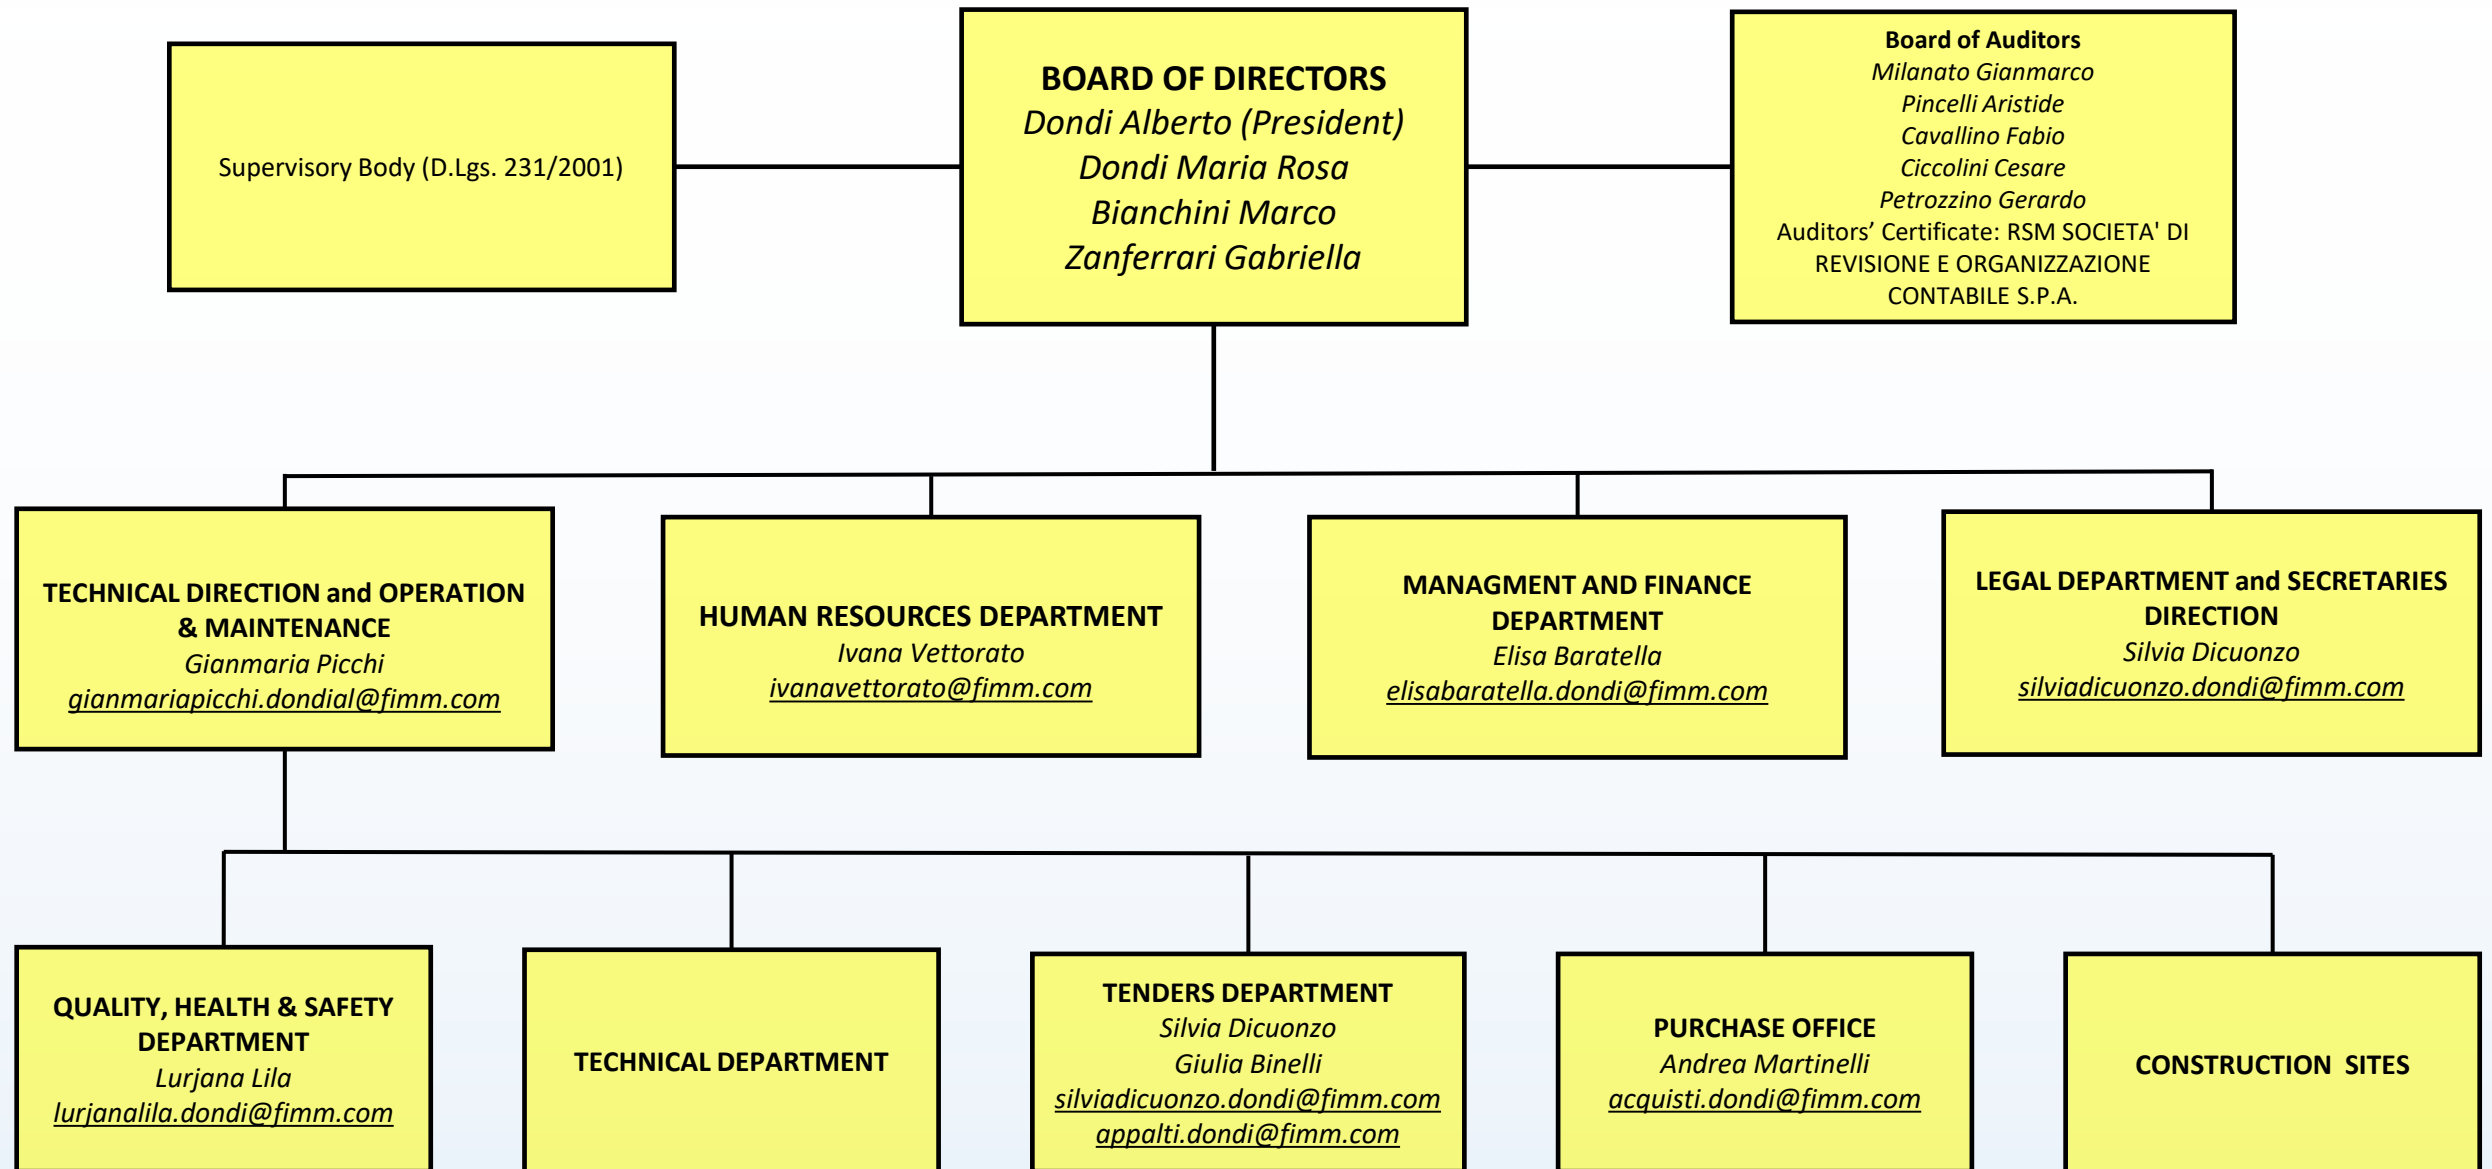 Supervisory Body (D.Lgs. 231/2001)
BOARD OF DIRECTORS
Dondi Alberto (President)
Dondi Maria Rosa
Bianchini Marco
Zanferrari Gabriella
Board of Auditors
Milanato Gianmarco
Pincelli Aristide
Cavallino Fabio
Ciccolini Cesare
Petrozzino Gerardo
Auditors’ Certificate: RSM SOCIETA' DI
REVISIONE E ORGANIZZAZIONE
CONTABILE S.P.A.
TECHNICAL DIRECTION and OPERATION
& MAINTENANCE
Gianmaria Picchi
gianmariapicchi.dondial@fimm.com
HUMAN RESOURCES DEPARTMENT
Ivana Vettorato
ivanavettorato@fimm.com
MANAGMENT AND FINANCE
DEPARTMENT
Elisa Baratella
elisabaratella.dondi@fimm.com
LEGAL DEPARTMENT and SECRETARIES
DIRECTION
Silvia Dicuonzo
silviadicuonzo.dondi@fimm.com
QUALITY, HEALTH & SAFETY
DEPARTMENT
Lurjana Lila
lurjanalila.dondi@fimm.com
TECHNICAL DEPARTMENT
TENDERS DEPARTMENT
Silvia Dicuonzo
Giulia Binelli
silviadicuonzo.dondi@fimm.com
appalti.dondi@fimm.com
PURCHASE OFFICE
Andrea Martinelli
acquisti.dondi@fimm.com
CONSTRUCTION  SITES